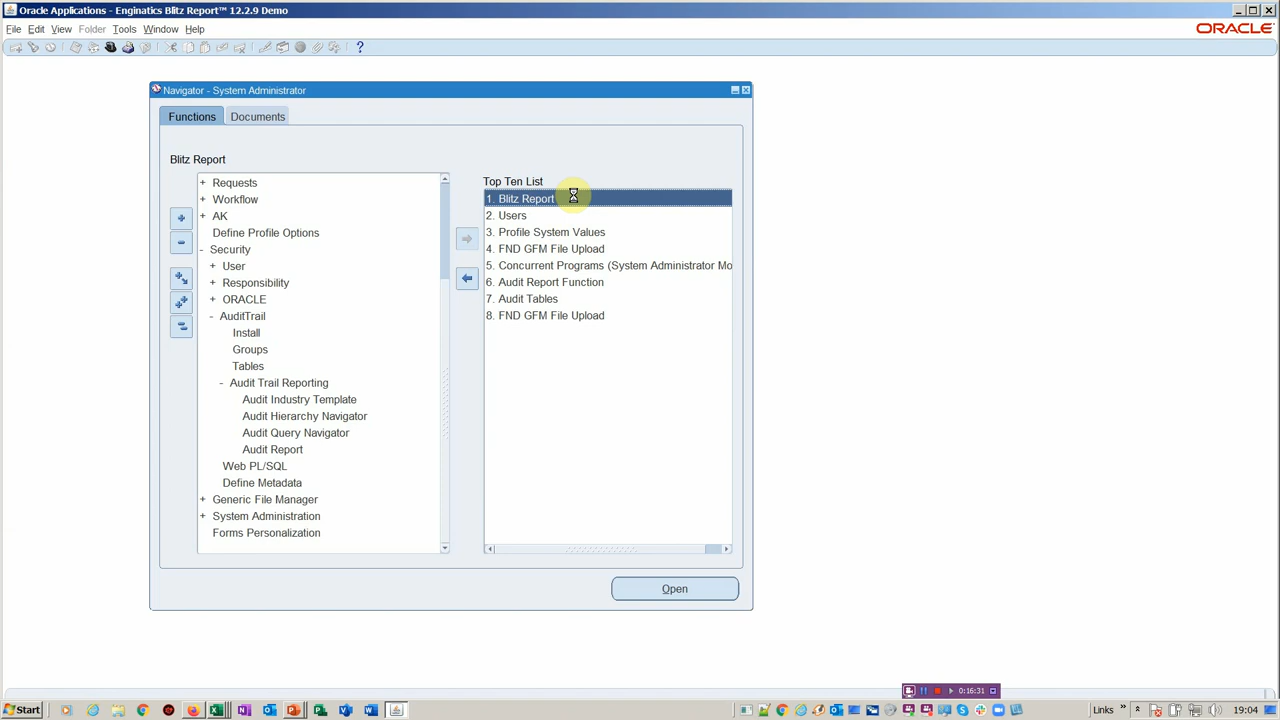 Oracle Applications - Enginatics Blitz Report™ 12.2.9 Demo
File Edit View Folder Tools Window Help
ORACLE
Navigator - System Administrator
Functions Documents
Blitz Report
+ Requests
+ Workflow
+ AK
Define Profile Options
- Security
+ User
+ Responsibility
+ ORACLE
- AuditTrail
Install
Groups
Tables
- Audit Trail Reporting
Audit Industry Template
Audit Hierarchy Navigator
Audit Query Navigator
Audit Report
Web PL/SQL
Define Metadata
+ Generic File Manager
+ System Administration
Forms Personalization
Top Ten List
1. Blitz Report
2. Users
3. Profile System Values
4. FND GFM File Upload
5. Concurrent Programs (System Administrator Mo
6. Audit Report Function
7. Audit Tables
8. FND GFM File Upload
Open
0:16:31
Start
Links
19:04